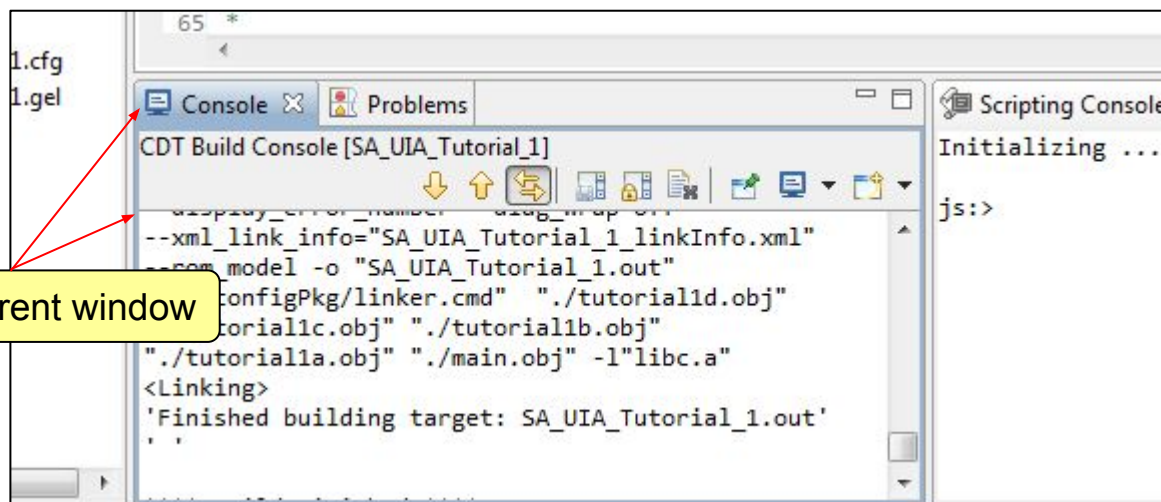 65 *
1.cfg
1.gel
Console Problems
Scripting Console
CDT Build Console [SA_UIA_Tutorial_1]
Initializing ...
js:>
--xml_link_info="SA_UIA_Tutorial_1_linkInfo.xml"
--rom_model -o "SA_UIA_Tutorial_1.out"
onfigPkg/linker.cmd" "./tutorial1d.obj"
rent window
torial1c.obj" "./tutorial1b.obj"
"./tutorial1a.obj" "./main.obj" -l"libc.a"
<Linking>
'Finished building target: SA_UIA_Tutorial_1.out'
' '